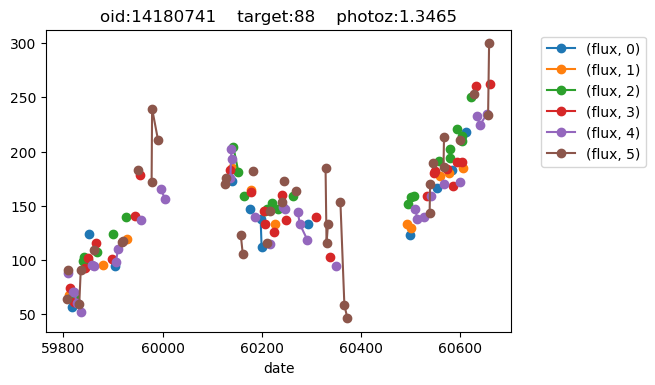 oid:14180741    target:88    photoz:1.3465
300
250
200
150
100
50
59800 60000 60200 60400 60600
date
(flux, 0)
(flux, 1)
(flux, 2)
(flux, 3)
(flux, 4)
(flux, 5)